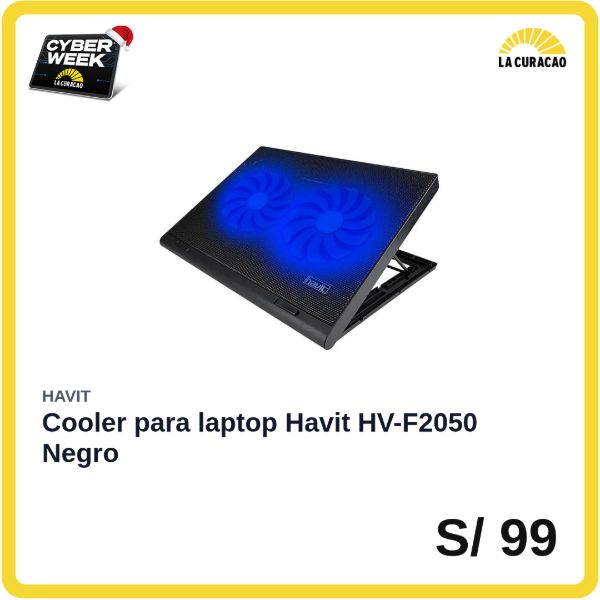 CYBER
WEEK
LA CURACAO
LA CURACAO
havit
HAVIT
Cooler para laptop Havit HV-F2050
Negro
S/ 99